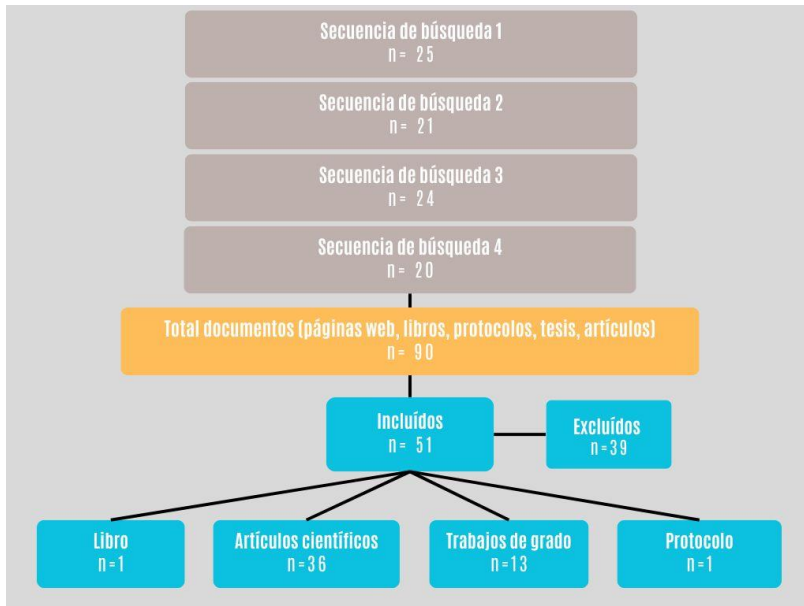 Secuencia de búsqueda 1
n= 25
Secuencia de búsqueda 2
n= 21
Secuencia de búsqueda 3
n= 24
Secuencia de búsqueda 4
n= 20
Total documentos (páginas web, libros, protocolos, tesis, artículos)
n= 90
Incluídos
n= 51
Excluídos
n=39
Libro
n=1
Artículos científicos
n=36
Trabajos de grado
n=13
Protocolo
n=1